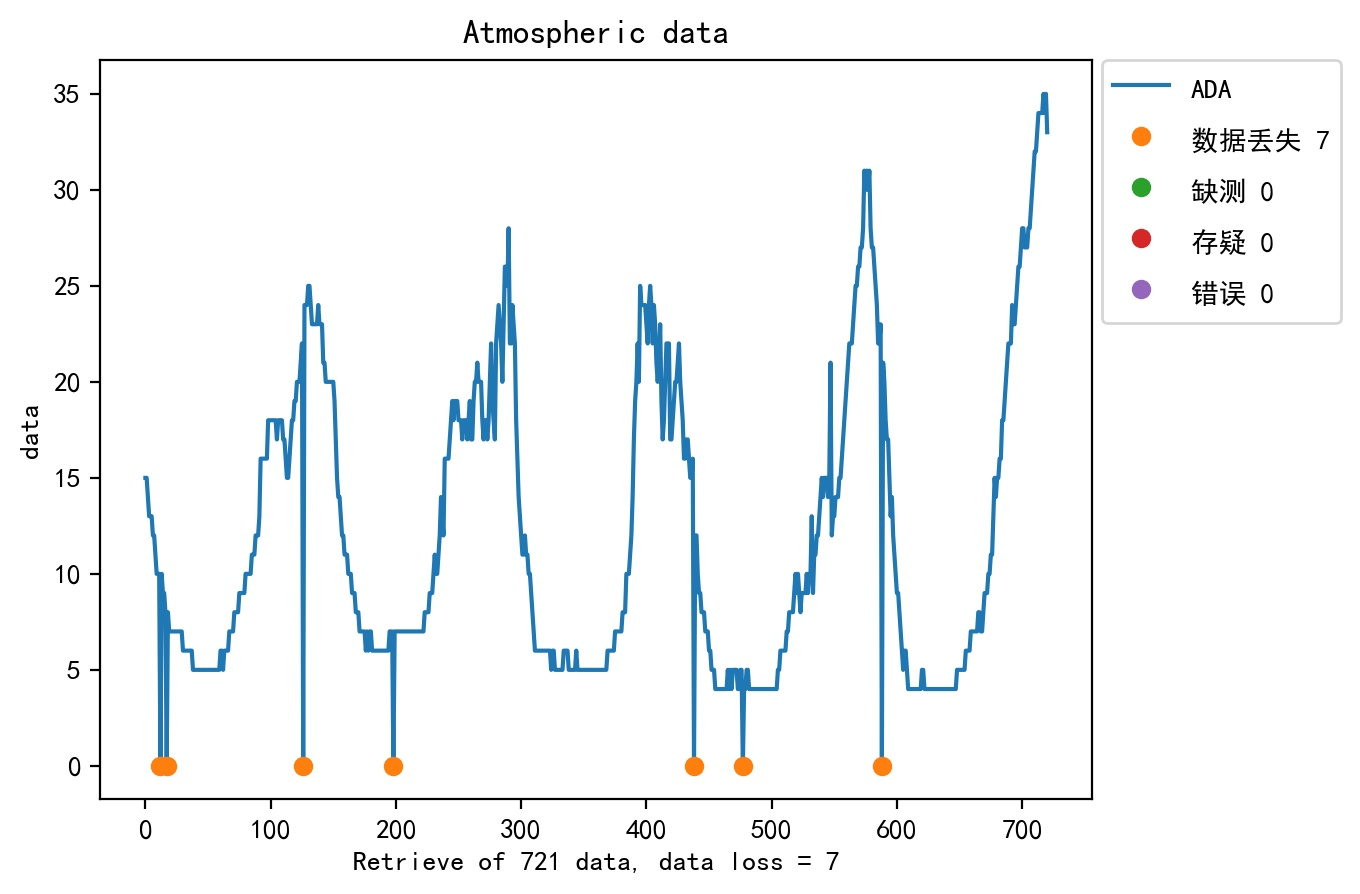 Atmospheric data
35
30
25
20
15
10
5
0
data
0 100 200 300 400 500 600 700
Retrieve of 721 data, data loss = 7
ADA
数据丢失 7
缺测 0
存疑 0
错误 0